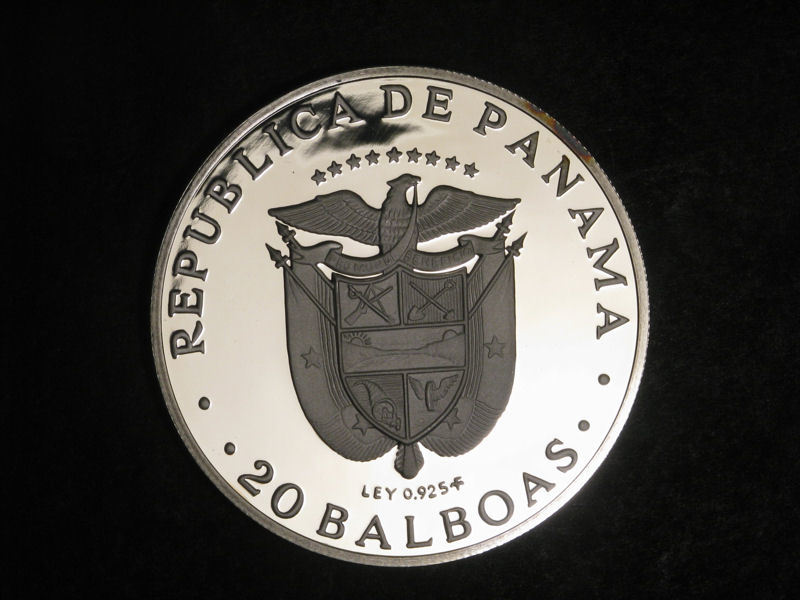 REPUBLICA DE PANAMA
LEY 0.925
20 BALBOAS